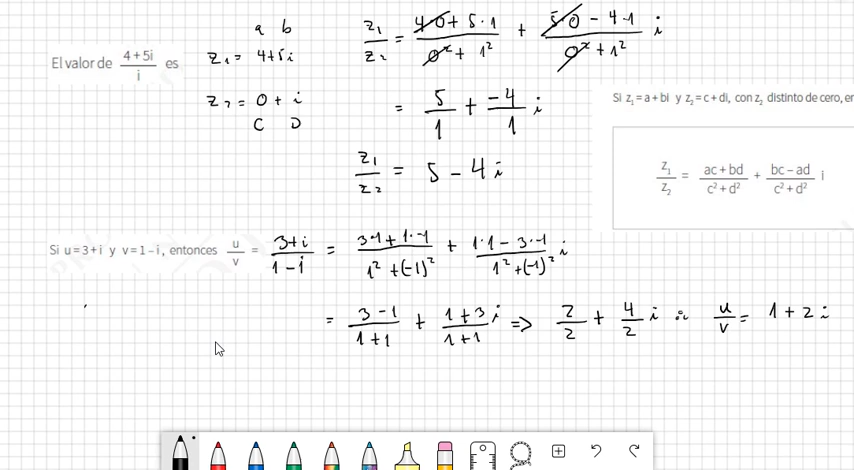 a b
El valor de (4+5i)/i es
z₁ = 4+5i
z₂ = 0 + i
c D
z₁/z₂ = (4·0 + 5·1)/(0² + 1²) + (5·0 - 4·1)/(0² + 1²) i
= 5/1 + -4/1 i
z₁/z₂ = 5 - 4i
Si z₁ = a + bi y z₂ = c + di, con z₂ distinto de cero, en
z₁/z₂ = (ac + bd)/(c² + d²) + (bc – ad)/(c² + d²) i
Si u = 3 + i y v = 1 – i, entonces u/v = (3+i)/(1-i) = (3·1 + 1·-1)/(1² + (-1)²) + (1·1 - 3·-1)/(1² + (-1)²) i
= (3-1)/(1+1) + (1+3)/(1+1) i ⇒ 2/2 + 4/2 i ∴ u/v = 1 + 2i